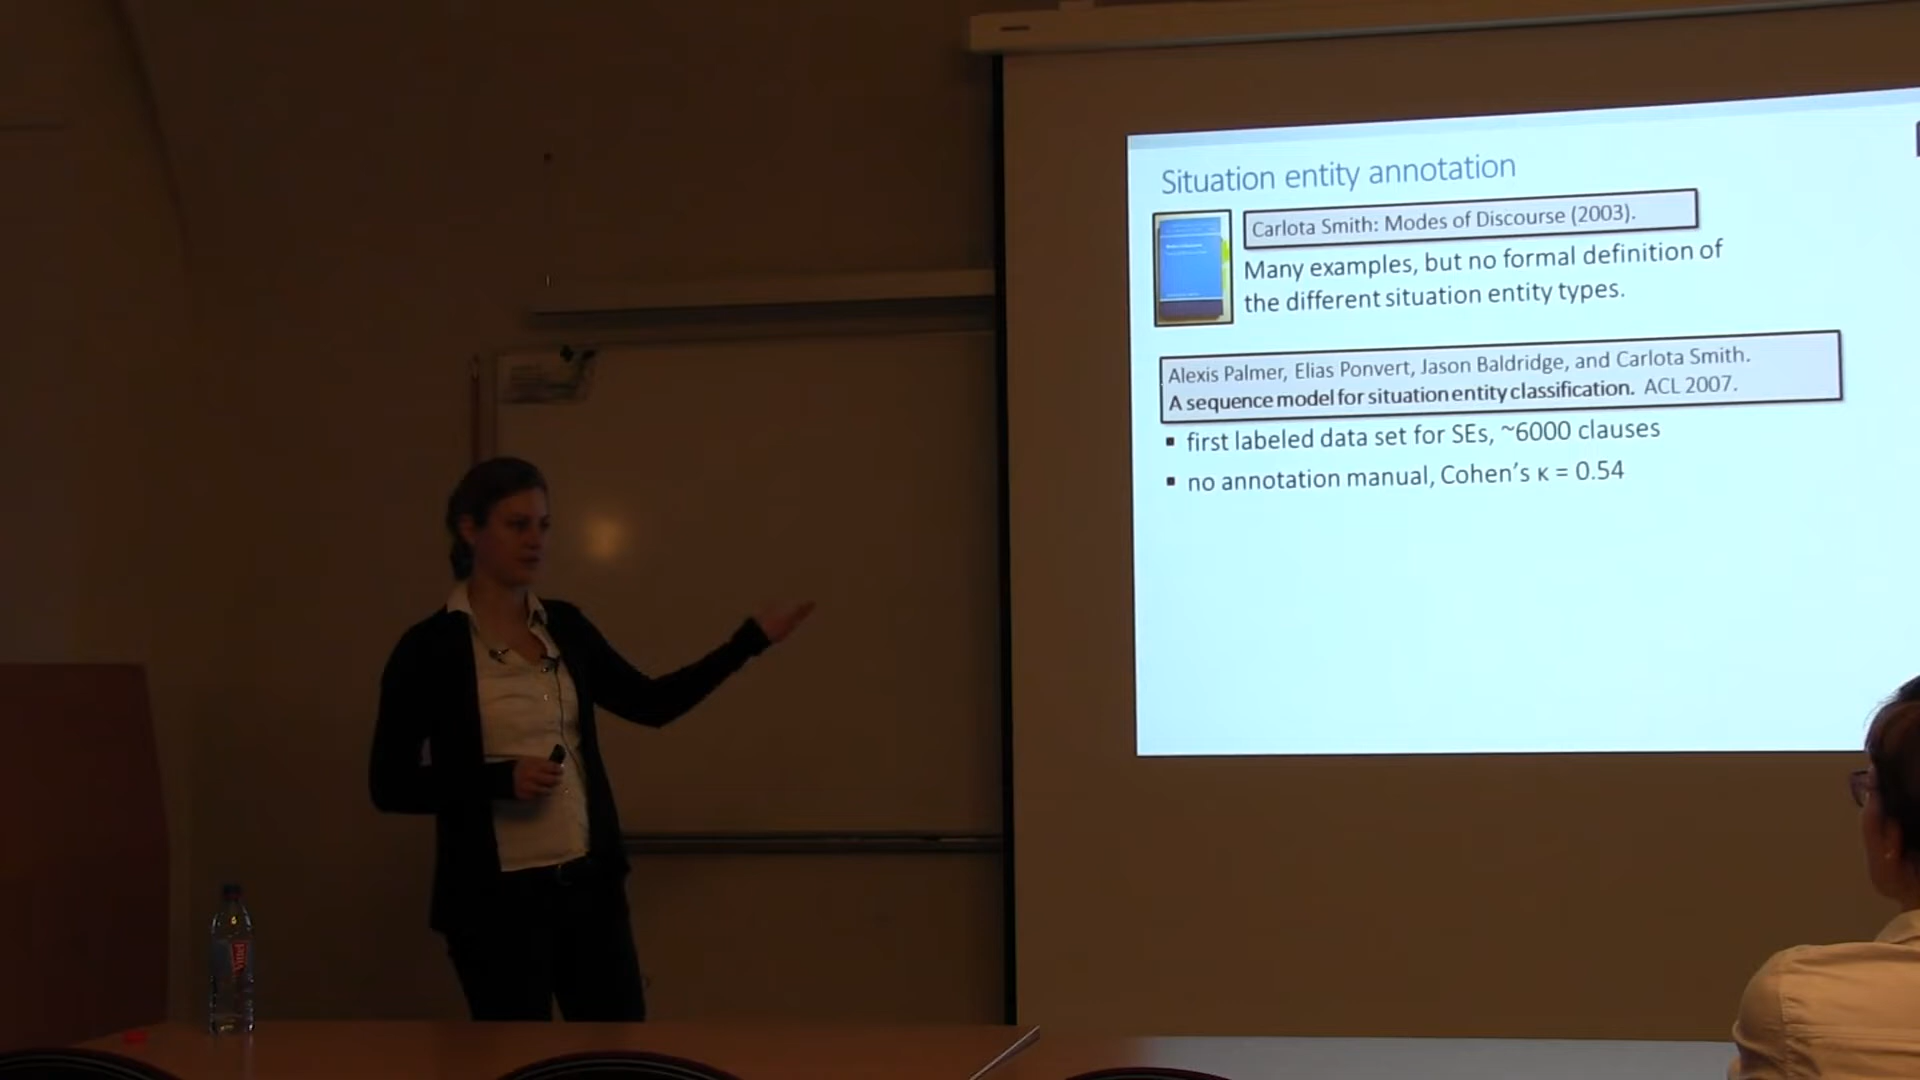 Situation entity annotation
Carlota Smith: Modes of Discourse (2003).
Many examples, but no formal definition of
the different situation entity types.
Alexis Palmer, Elias Ponvert, Jason Baldridge, and Carlota Smith.
A sequence model for situation entity classification. ACL 2007.
▪ first labeled data set for SEs, ~6000 clauses
▪ no annotation manual, Cohen's κ = 0.54
Vittel